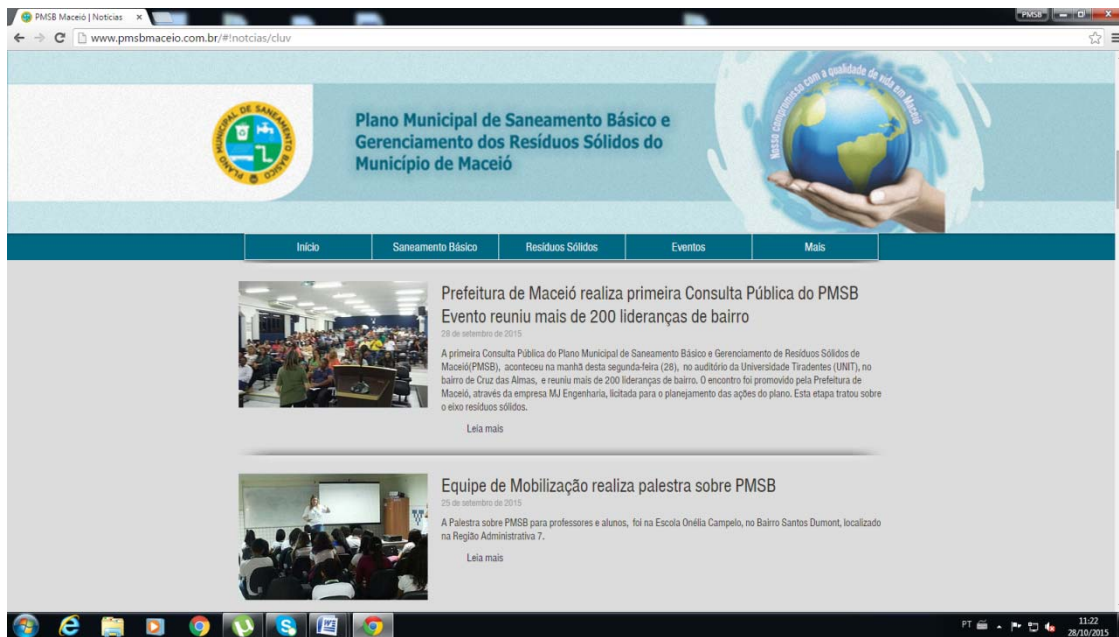 PMSB Maceió | Noticias
PMSB
www.pmsbmaceio.com.br/#!notcias/cluv
PLANO MUNICIPAL DE SANEAMENTO BÁSICO
Plano Municipal de Saneamento Básico e
Gerenciamento dos Resíduos Sólidos do
Município de Maceió
Nosso compromisso com a qualidade de vida em Maceió
Início
Saneamento Básico
Resíduos Sólidos
Eventos
Mais
Prefeitura de Maceió realiza primeira Consulta Pública do PMSB
Evento reuniu mais de 200 lideranças de bairro
28 de setembro de 2015
A primeira Consulta Pública do Plano Municipal de Saneamento Básico e Gerenciamento de Resíduos Sólidos de
Maceió(PMSB), aconteceu na manhã desta segunda-feira (28), no auditório da Universidade Tiradentes (UNIT), no
bairro de Cruz das Almas, e reuniu mais de 200 lideranças de bairro. O encontro foi promovido pela Prefeitura de
Maceió, através da empresa MJ Engenharia, licitada para o planejamento das ações do plano. Esta etapa tratou sobre
o eixo resíduos sólidos.
Leia mais
Equipe de Mobilização realiza palestra sobre PMSB
25 de setembro de 2015
A Palestra sobre PMSB para professores e alunos, foi na Escola Onélia Campelo, no Bairro Santos Dumont, localizado
na Região Administrativa 7.
Leia mais
PT
11:22
28/10/2015